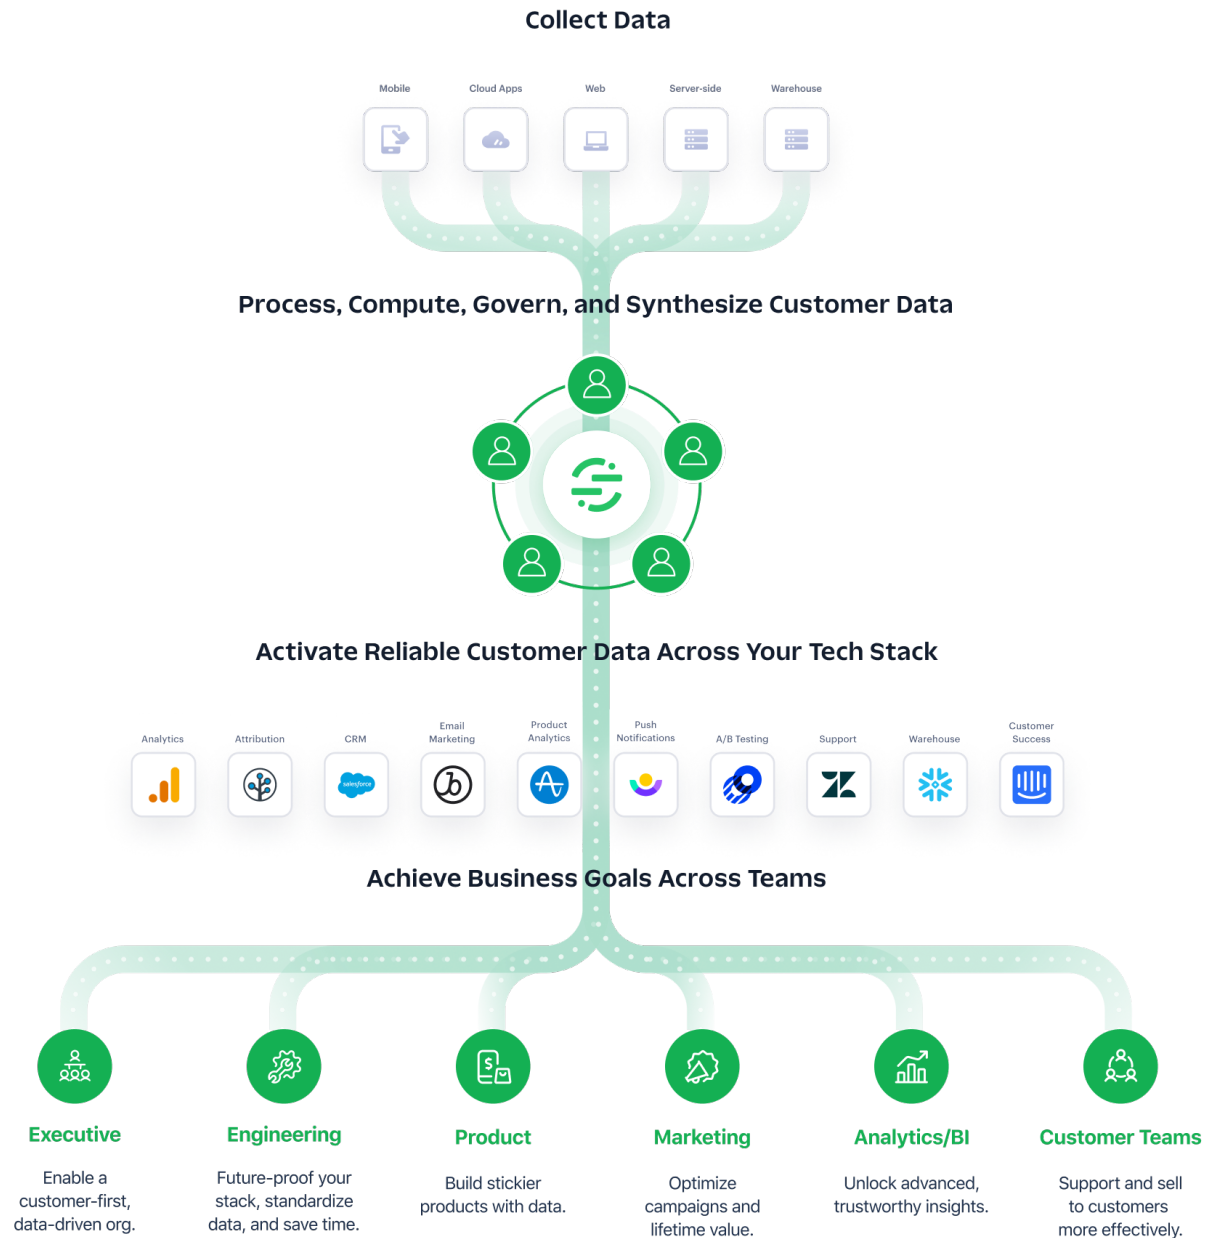 Collect Data
Mobile
Cloud Apps
Web
Server-side
Warehouse
Process, Compute, Govern, and Synthesize Customer Data
Activate Reliable Customer Data Across Your Tech Stack
Analytics
Attribution
CRM
Email
Marketing
Product
Analytics
Push
Notifications
A/B Testing
Support
Warehouse
Customer
Success
salesforce
Achieve Business Goals Across Teams
Executive
Enable a
customer-first,
data-driven org.
Engineering
Future-proof your
stack, standardize
data, and save time.
Product
Build stickier
products with data.
Marketing
Optimize
campaigns and
lifetime value.
Analytics/BI
Unlock advanced,
trustworthy insights.
Customer Teams
Support and sell
to customers
more effectively.